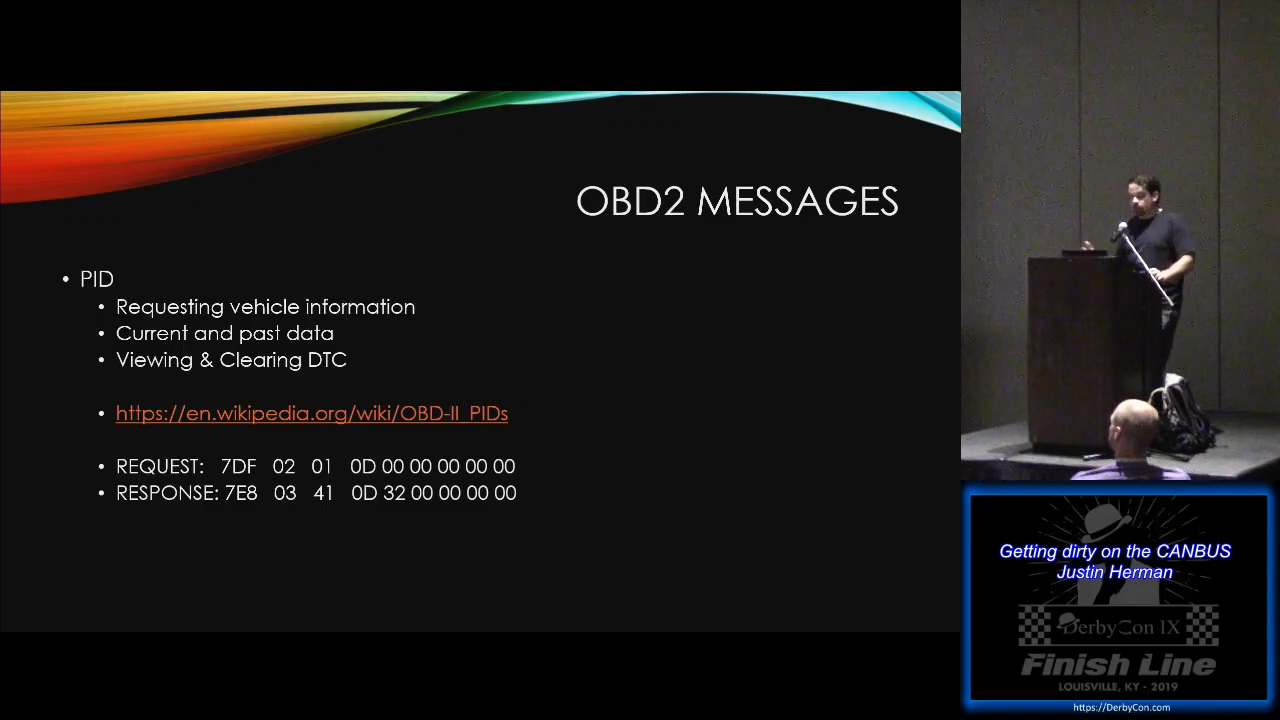 OBD2 MESSAGES
• PID
• Requesting vehicle information
• Current and past data
• Viewing & Clearing DTC
• https://en.wikipedia.org/wiki/OBD-II_PIDs
• REQUEST: 7DF 02 01 0D 00 00 00 00 00
• RESPONSE: 7E8 03 41 0D 32 00 00 00 00
Getting dirty on the CANBUS
Justin Herman
DerbyCon IX
Finish Line
LOUISVILLE, KY - 2019
https://DerbyCon.com